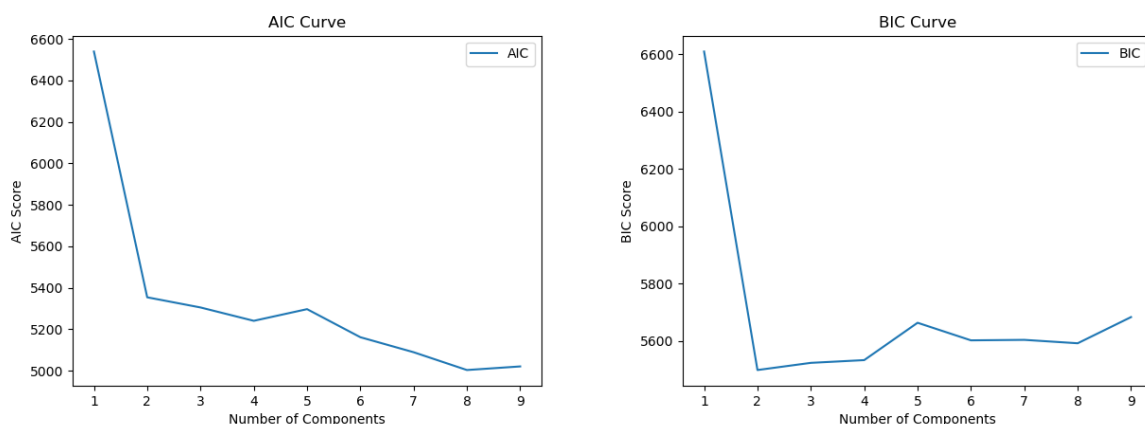 AIC Curve
AIC
6600
6400
6200
6000
5800
5600
5400
5200
5000
AIC Score
1 2 3 4 5 6 7 8 9
Number of Components
BIC Curve
BIC
6600
6400
6200
6000
5800
5600
BIC Score
1 2 3 4 5 6 7 8 9
Number of Components